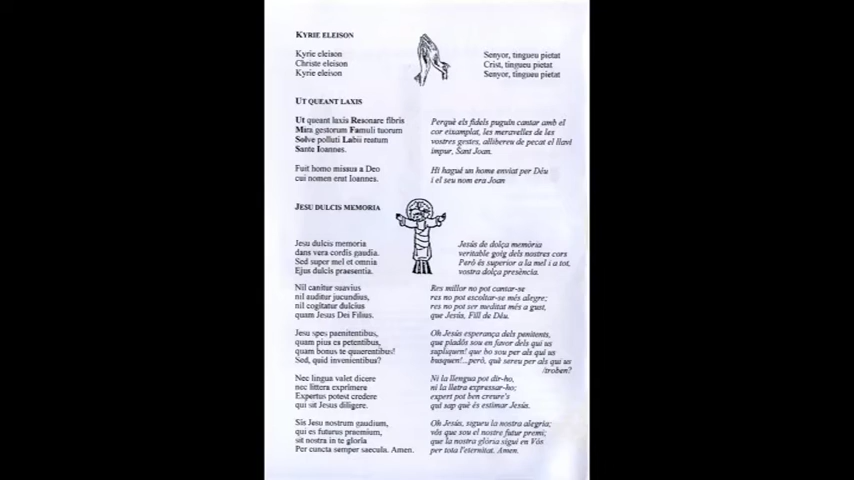 KYRIE ELEISON
Kyrie eleison
Christe eleison
Kyrie eleison
Senyor, tingueu pietat
Crist, tingueu pietat
Senyor, tingueu pietat
UT QUEANT LAXIS
Ut queant laxis Resonare fibris
Mira gestorum Famuli tuorum
Solve polluti Labii reatum
Sante Ioannes.
Perquè els fidels puguin cantar amb el
cor eixamplat, les meravelles de les
vostres gestes, allibereu de pecat el llavi
impur, Sant Joan.
Fuit homo missus a Deo
cui nomen erat Ioannes.
Hi hagué un home enviat per Déu
i el seu nom era Joan
JESU DULCIS MEMORIA
Jesu dulcis memoria
dans vera cordis gaudia.
Sed super mel et omnia
Ejus dulcis praesentia.
Jesús de dolça memòria
veritable goig dels nostres cors
Però és superior a la mel i a tot,
vostra dolça presència.
Nil canitur suavius
nil auditur jucundius,
nil cogitatur dulcius
quam Jesus Dei Filius.
Res millor no pot cantar-se
res no pot escoltar-se més alegre;
res no pot ser meditat més a gust,
que Jesús, Fill de Déu.
Jesu spes paenitentibus,
quam pius es petentibus,
quam bonus te quaerentibus!
Sed, quid invenientibus?
Oh Jesús esperança dels penitents,
que piadós sou en favor dels qui us
supliquen! que bo sou per als qui us
busquen!...però, què sereu per als qui us
/troben?
Nec lingua valet dicere
nec littera exprimere
Expertus potest credere
qui sit Jesus diligere.
Ni la llengua pot dir-ho,
ni la lletra expressar-ho;
expert pot ben creure's
qui sap què és estimar Jesús.
Sis Jesu nostrum gaudium,
qui es futurus praemium,
sit nostra in te gloria
Per cuncta semper saecula. Amen.
Oh Jesús, sigueu la nostra alegria;
vós que sou el nostre futur premi;
que la nostra glòria sigui en Vós
per tota l'eternitat. Amen.